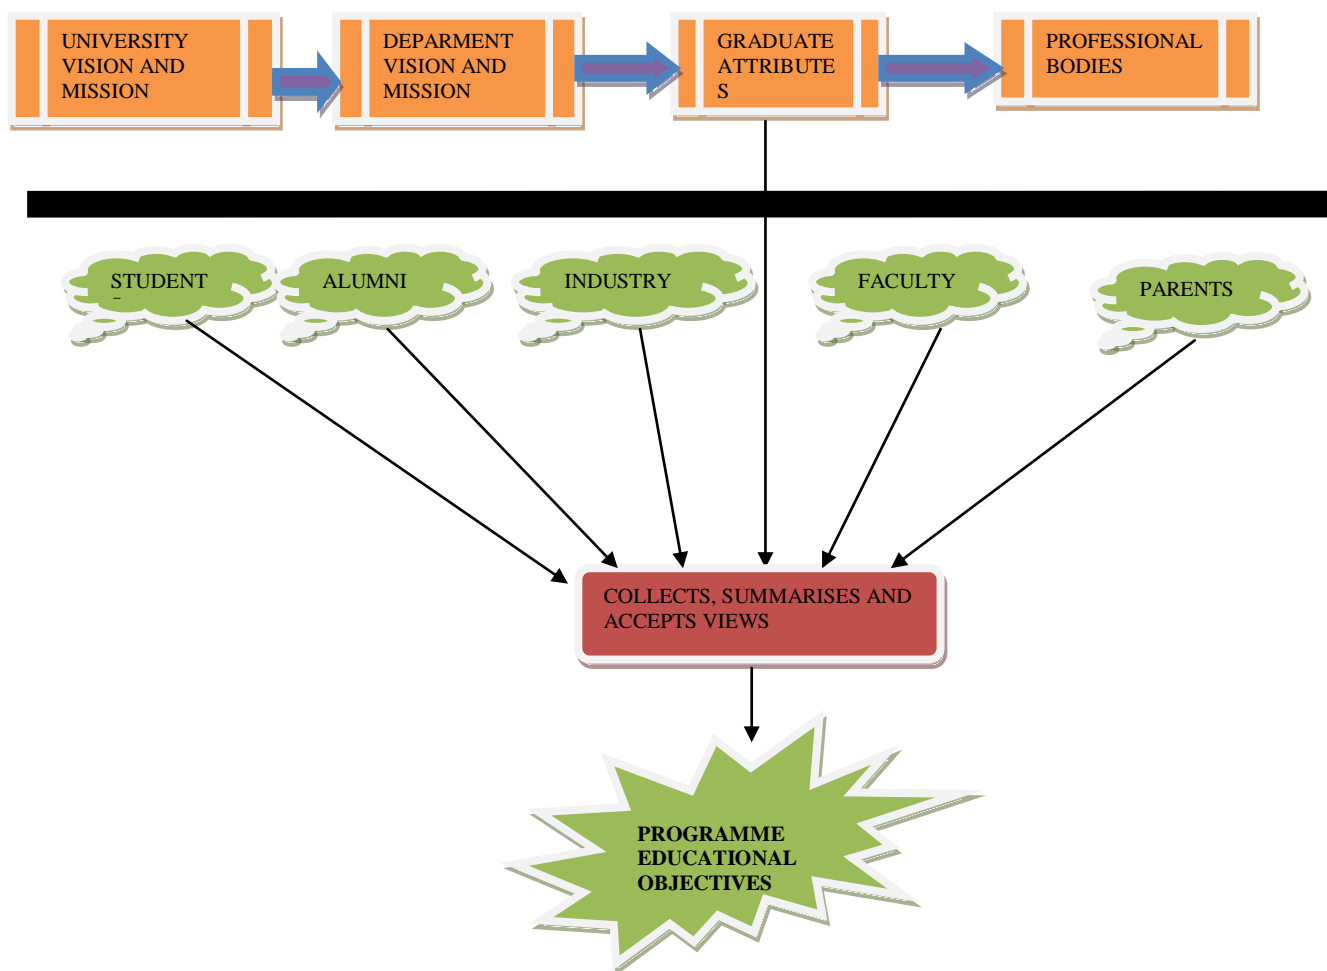 UNIVERSITY
VISION AND
MISSION
DEPARMENT
VISION AND
MISSION
GRADUATE
ATTRIBUTE
S
PROFESSIONAL
BODIES
STUDENT
ALUMNI
INDUSTRY
FACULTY
PARENTS
COLLECTS, SUMMARISES AND
ACCEPTS VIEWS
PROGRAMME
EDUCATIONAL
OBJECTIVES